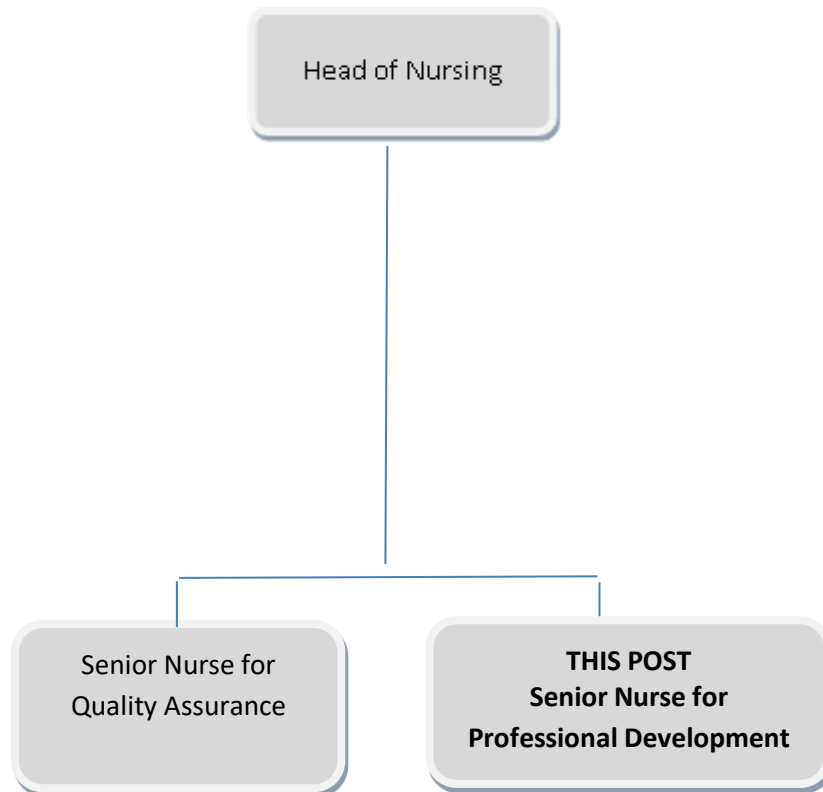 Head of Nursing
Senior Nurse for
Quality Assurance
THIS POST
Senior Nurse for
Professional Development